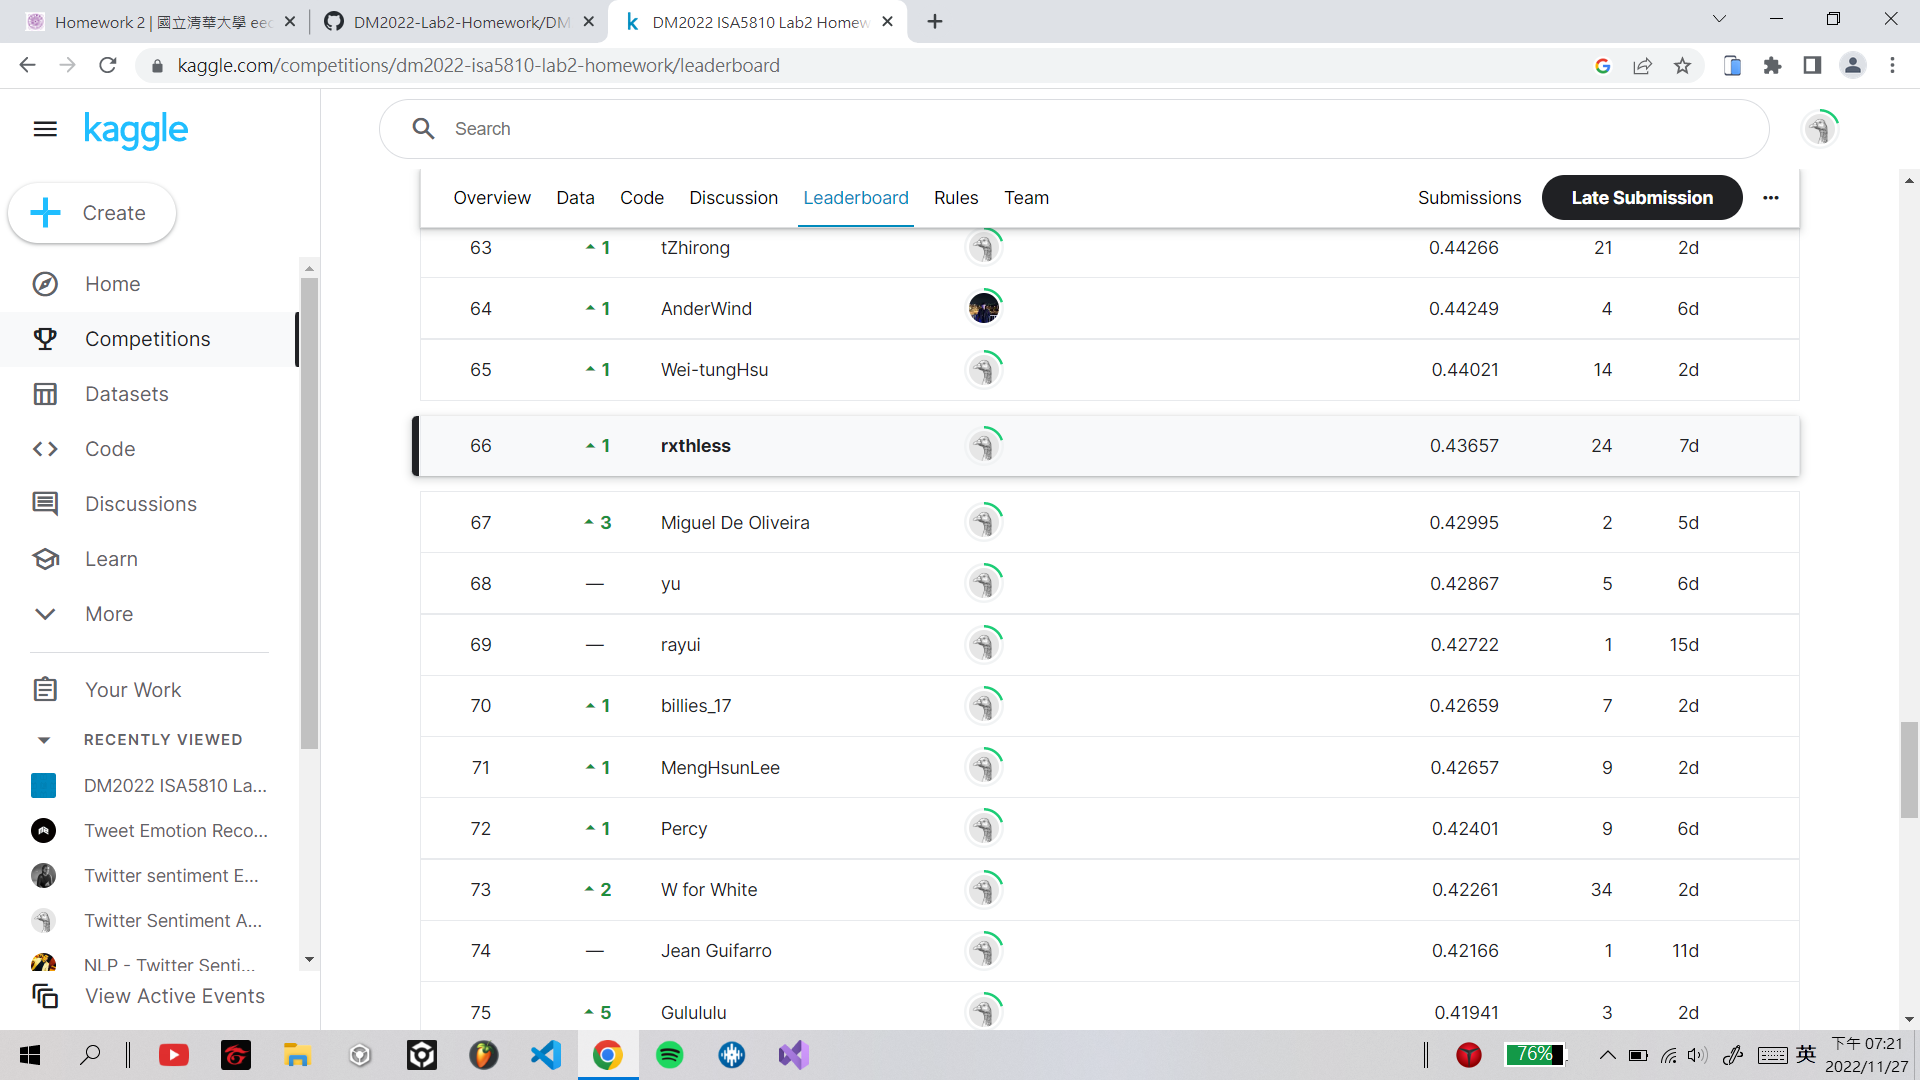 Homework 2 | 國立清華大學 eec
DM2022-Lab2-Homework/DM
DM2022 ISA5810 Lab2 Homew
kaggle.com/competitions/dm2022-isa5810-lab2-homework/leaderboard
kaggle
Search
Create
Home
Competitions
Datasets
Code
Discussions
Learn
More
Your Work
RECENTLY VIEWED
DM2022 ISA5810 La...
Tweet Emotion Reco...
Twitter sentiment E...
Twitter Sentiment A...
NLP - Twitter Senti...
View Active Events
Overview Data Code Discussion Leaderboard Rules Team Submissions Late Submission
63 1 tZhirong 0.44266 21 2d
64 1 AnderWind 0.44249 4 6d
65 1 Wei-tungHsu 0.44021 14 2d
66 1 rxthless 0.43657 24 7d
67 3 Miguel De Oliveira 0.42995 2 5d
68 — yu 0.42867 5 6d
69 — rayui 0.42722 1 15d
70 1 billies_17 0.42659 7 2d
71 1 MengHsunLee 0.42657 9 2d
72 1 Percy 0.42401 9 6d
73 2 W for White 0.42261 34 2d
74 — Jean Guifarro 0.42166 1 11d
75 5 Gulululu 0.41941 3 2d
76%
英
下午 07:21
2022/11/27